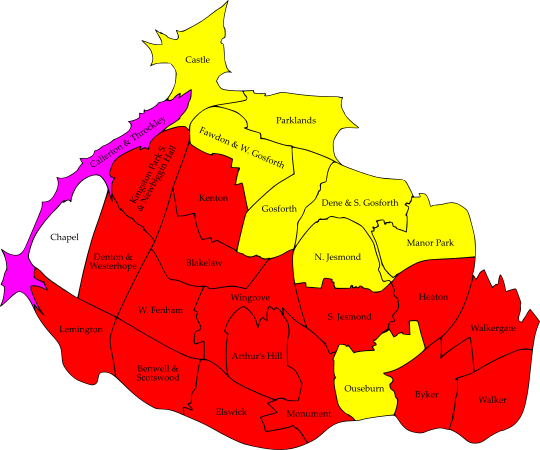 Castle
Parklands
Callerton & Throckley
Fawdon & W. Gosforth
Kingston Park S.
& Newbiggin Hall
Kenton
Gosforth
Dene & S. Gosforth
Chapel
Manor Park
N. Jesmond
Denton &
Westerhope
Blakelaw
Wingrove
Heaton
W. Fenham
S. Jesmond
Lemington
Walkergate
Arthur's Hill
Benwell &
Scotswood
Ouseburn
Byker
Walker
Elswick
Monument